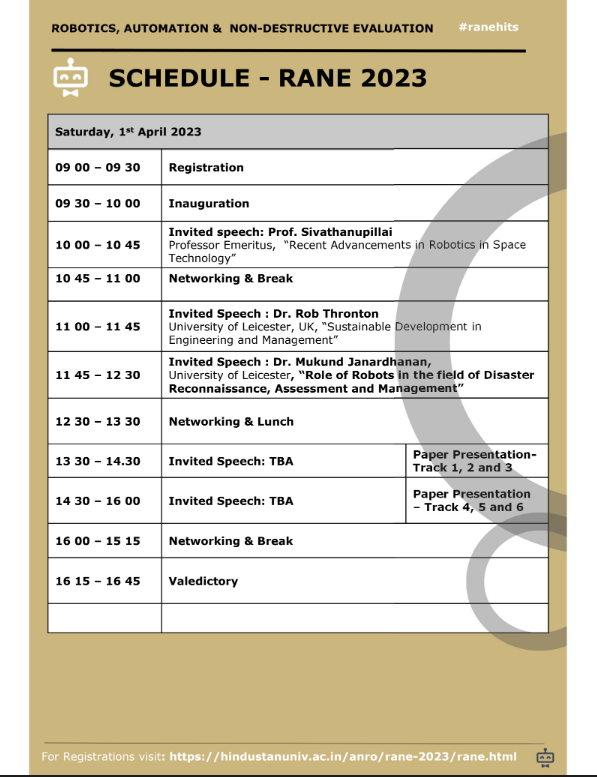 ROBOTICS, AUTOMATION & NON-DESTRUCTIVE EVALUATION #ranehits
SCHEDULE - RANE 2023
Saturday, 1st April 2023
09 00 – 09 30 Registration
09 30 – 10 00 Inauguration
10 00 – 10 45 Invited speech: Prof. Sivathanupillai
Professor Emeritus, “Recent Advancements in Robotics in Space
Technology”
10 45 – 11 00 Networking & Break
11 00 – 11 45 Invited Speech : Dr. Rob Thronton
University of Leicester, UK, “Sustainable Development in
Engineering and Management”
11 45 – 12 30 Invited Speech : Dr. Mukund Janardhanan,
University of Leicester, “Role of Robots in the field of Disaster
Reconnaissance, Assessment and Management”
12 30 – 13 30 Networking & Lunch
13 30 – 14.30 Invited Speech: TBA Paper Presentation-
Track 1, 2 and 3
14 30 – 16 00 Invited Speech: TBA Paper Presentation
– Track 4, 5 and 6
16 00 – 15 15 Networking & Break
16 15 – 16 45 Valedictory
For Registrations visit: https://hindustanuniv.ac.in/anro/rane-2023/rane.html